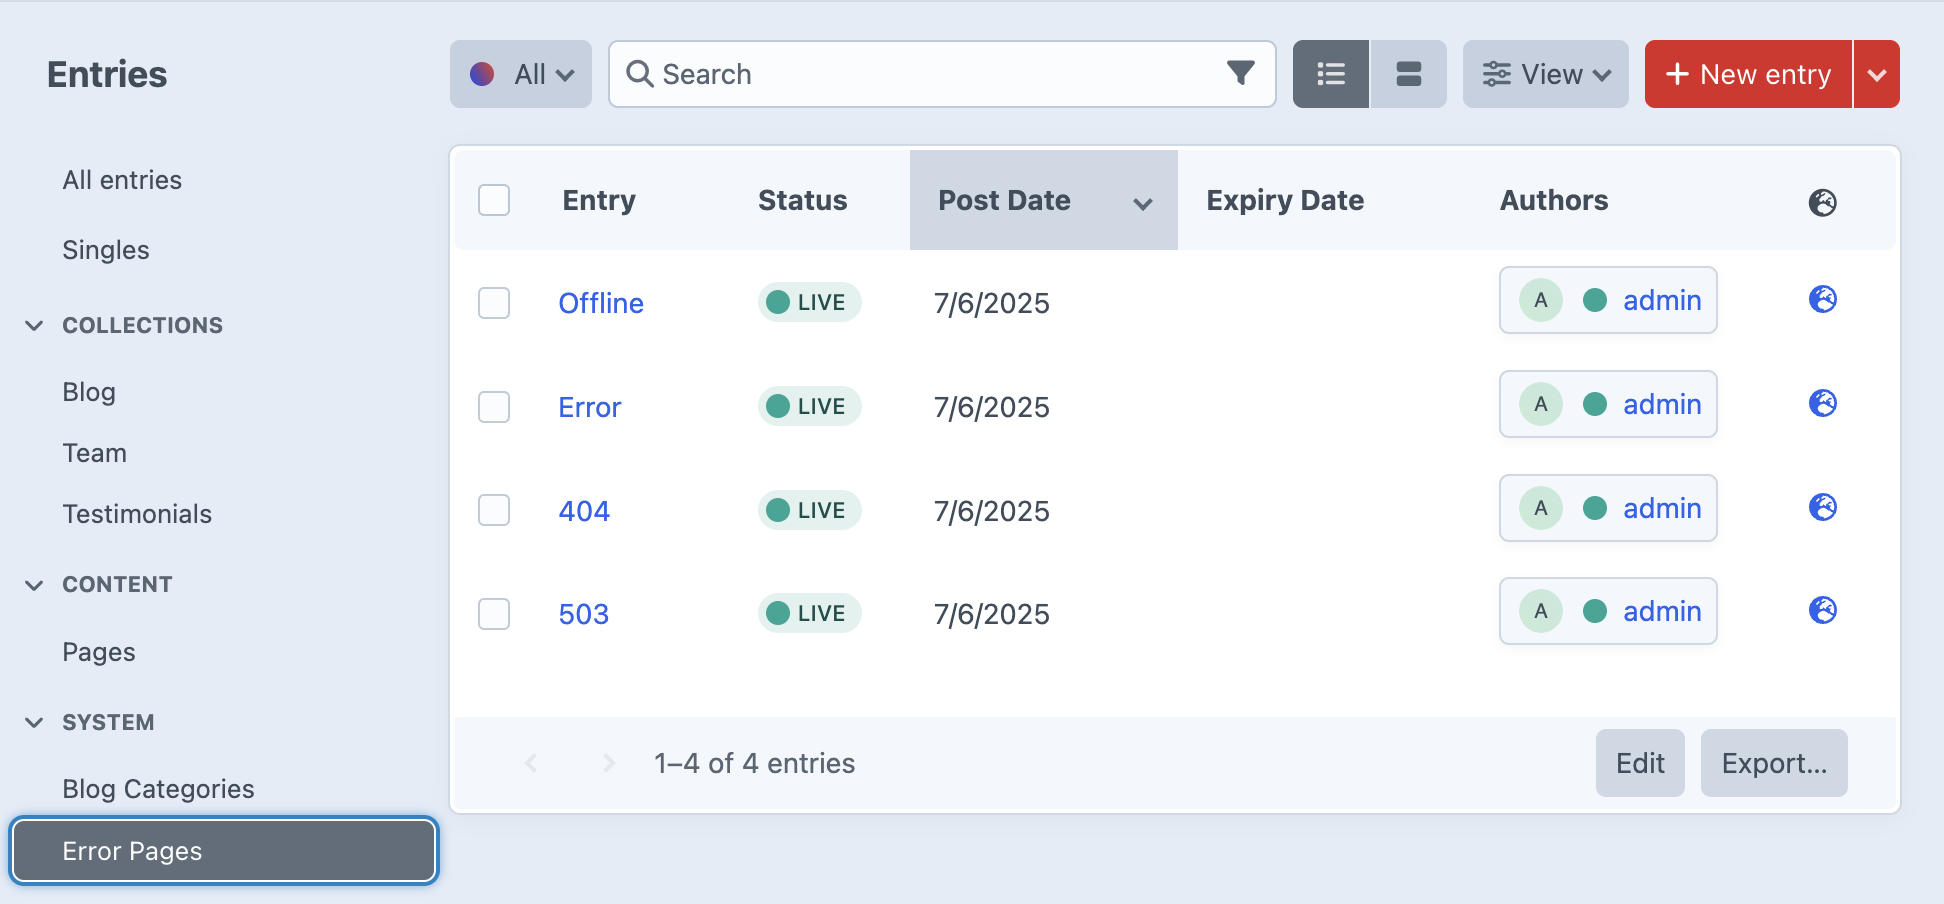 Entries
All entries
Singles
COLLECTIONS
Blog
Team
Testimonials
CONTENT
Pages
SYSTEM
Blog Categories
Error Pages
All
Search
View
New entry
Entry Status Post Date Expiry Date Authors
Offline LIVE 7/6/2025 A admin
Error LIVE 7/6/2025 A admin
404 LIVE 7/6/2025 A admin
503 LIVE 7/6/2025 A admin
1–4 of 4 entries
Edit
Export...